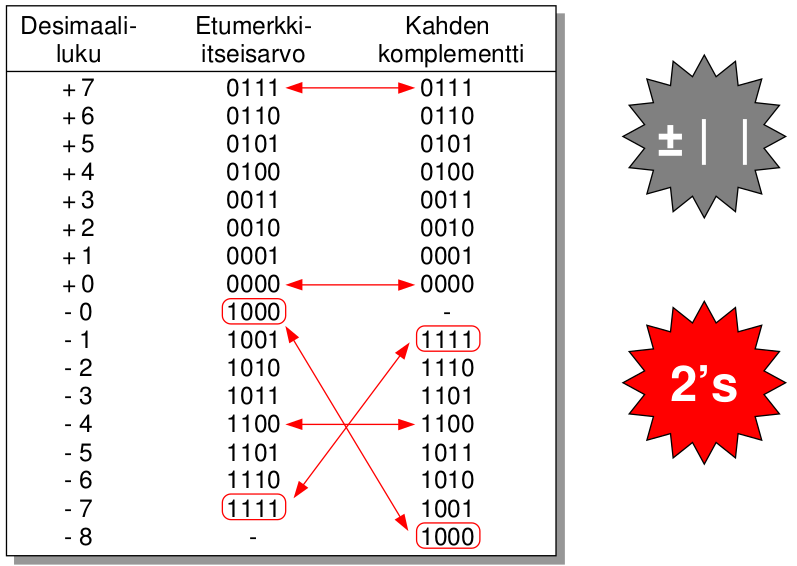 Desimaali- Etumerkki- Kahden
luku itseisarvo komplementti
+ 7 0111 0111
+ 6 0110 0110
+ 5 0101 0101
+ 4 0100 0100
+ 3 0011 0011
+ 2 0010 0010
+ 1 0001 0001
+ 0 0000 0000
- 0 1000 -
- 1 1001 1111
- 2 1010 1110
- 3 1011 1101
- 4 1100 1100
- 5 1101 1011
- 6 1110 1010
- 7 1111 1001
- 8 - 1000
± | |
2’s